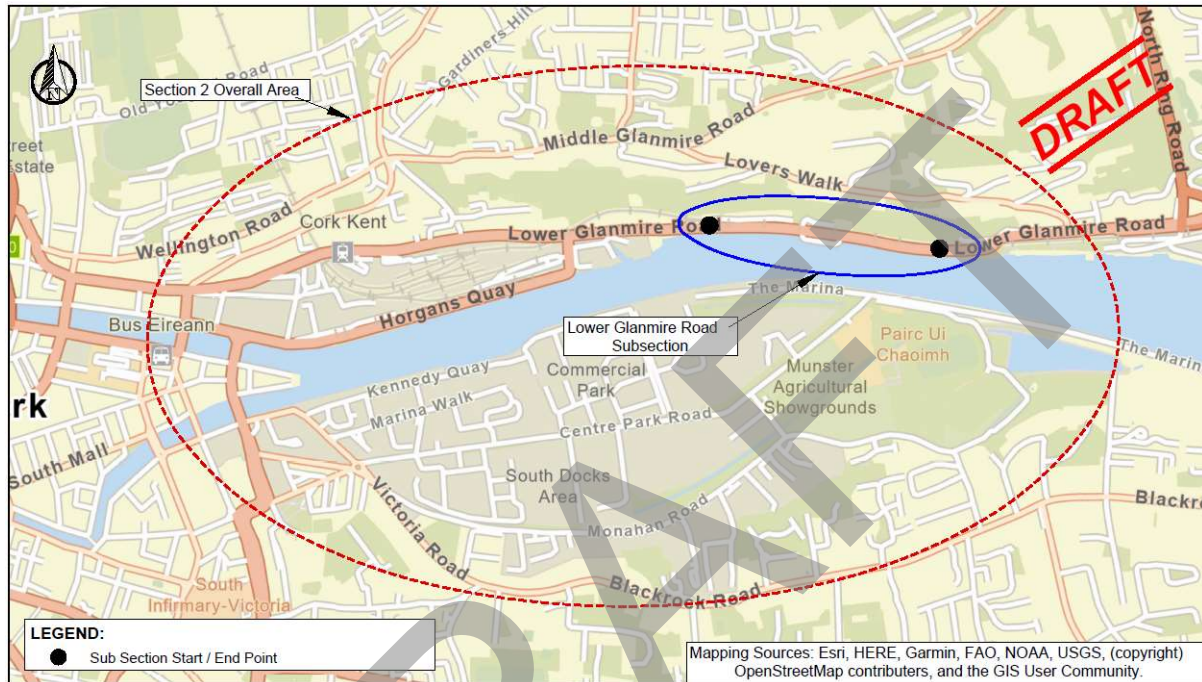 Gardiners Hill
North Ring Road
DRAFT
Section 2 Overall Area
Middle Glanmire Road
Lovers Walk
Estate
Wellington Road
Cork Kent
Lower Glanmire Road
Lower Glanmire Road
Horgans Quay
The Marina
Bus Eireann
Lower Glanmire Road
Subsection
Pairc Ui
Chaoimh
The Marina
Kennedy Quay
Commercial
Park
Munster
Agricultural
Showgrounds
rk
Marina Walk
Centre Park Road
South Mall
South Docks
Area
Victoria Road
Monahan Road
Blackrock Road
South
Infirmary-Victoria
LEGEND:
Sub Section Start / End Point
Mapping Sources: Esri, HERE, Garmin, FAO, NOAA, USGS, (copyright)
OpenStreetMap contributers, and the GIS User Community.
DRAFT